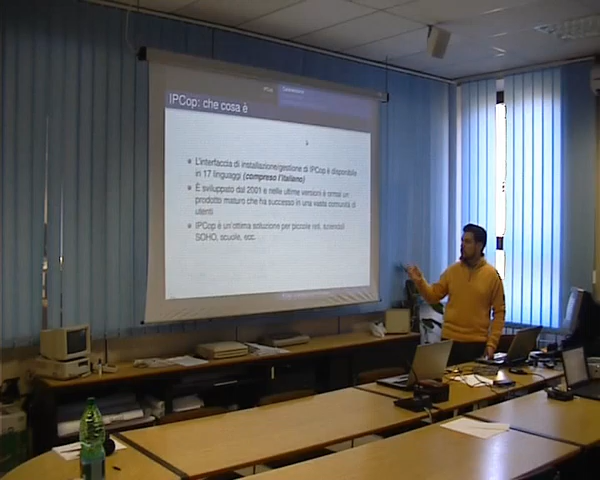 IPCop: che cosa è
L'interfaccia di installazione/gestione di IPCop è disponibile
in 17 linguaggi (compreso l'italiano)
È sviluppato dal 2001 e nelle ultime versioni è ormai un
prodotto maturo che ha successo in una vasta comunità di
utenti
IPCop è un'ottima soluzione per piccole reti, aziendali
SOHO, scuole, ecc.